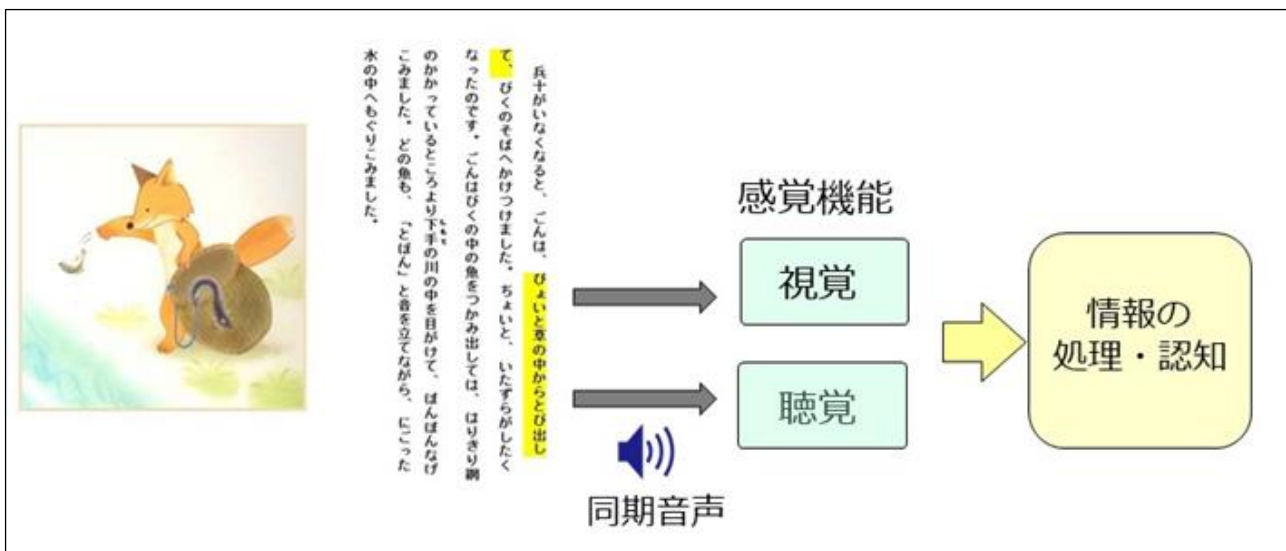 兵十がいなくなると、ごんは、ぴょいと草の中からとび出し
て、びくのそばへかけつけました。ちょいと、いたずらがしたく
なったのです。ごんはびくの中の魚をつかみ出しては、はりきり網
のかかっているところより下手の川の中を目がけて、ぽんぽんなげ
こみました。どの魚も、「とぼん」と音を立てながら、にごった
水の中へもぐりこみました。
しもて
感覚機能
視覚
聴覚
同期音声
情報の
処理・認知